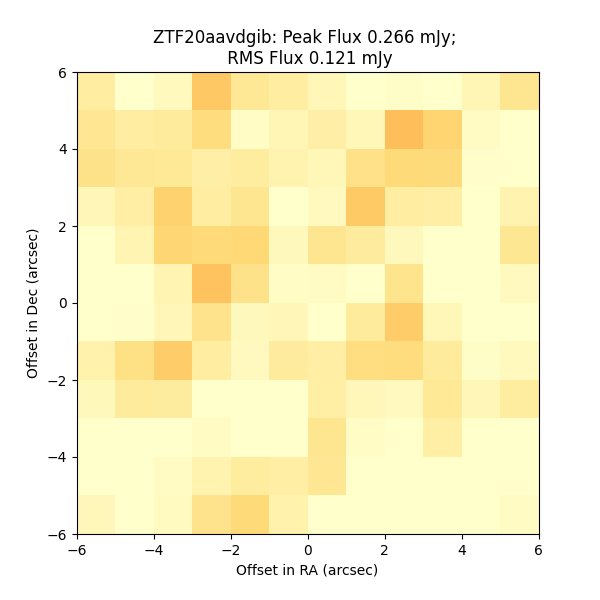 ZTF20aavdgib: Peak Flux 0.266 mJy;
RMS Flux 0.121 mJy
6
4
2
0
−2
−4
−6
Offset in Dec (arcsec)
−6 −4 −2 0 2 4 6
Offset in RA (arcsec)